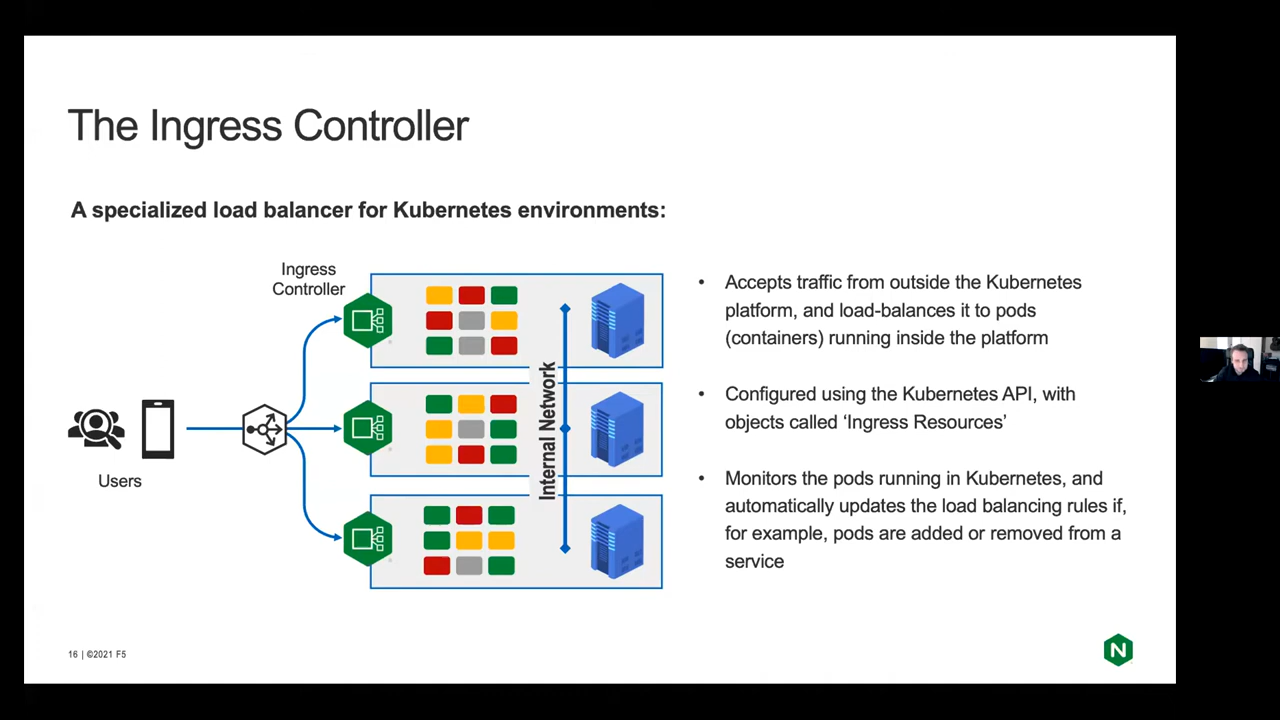 The Ingress Controller
A specialized load balancer for Kubernetes environments:
Ingress
Controller
Users
Internal Network
• Accepts traffic from outside the Kubernetes
platform, and load-balances it to pods
(containers) running inside the platform
• Configured using the Kubernetes API, with
objects called ‘Ingress Resources’
• Monitors the pods running in Kubernetes, and
automatically updates the load balancing rules if,
for example, pods are added or removed from a
service
16 | ©2021 F5
N